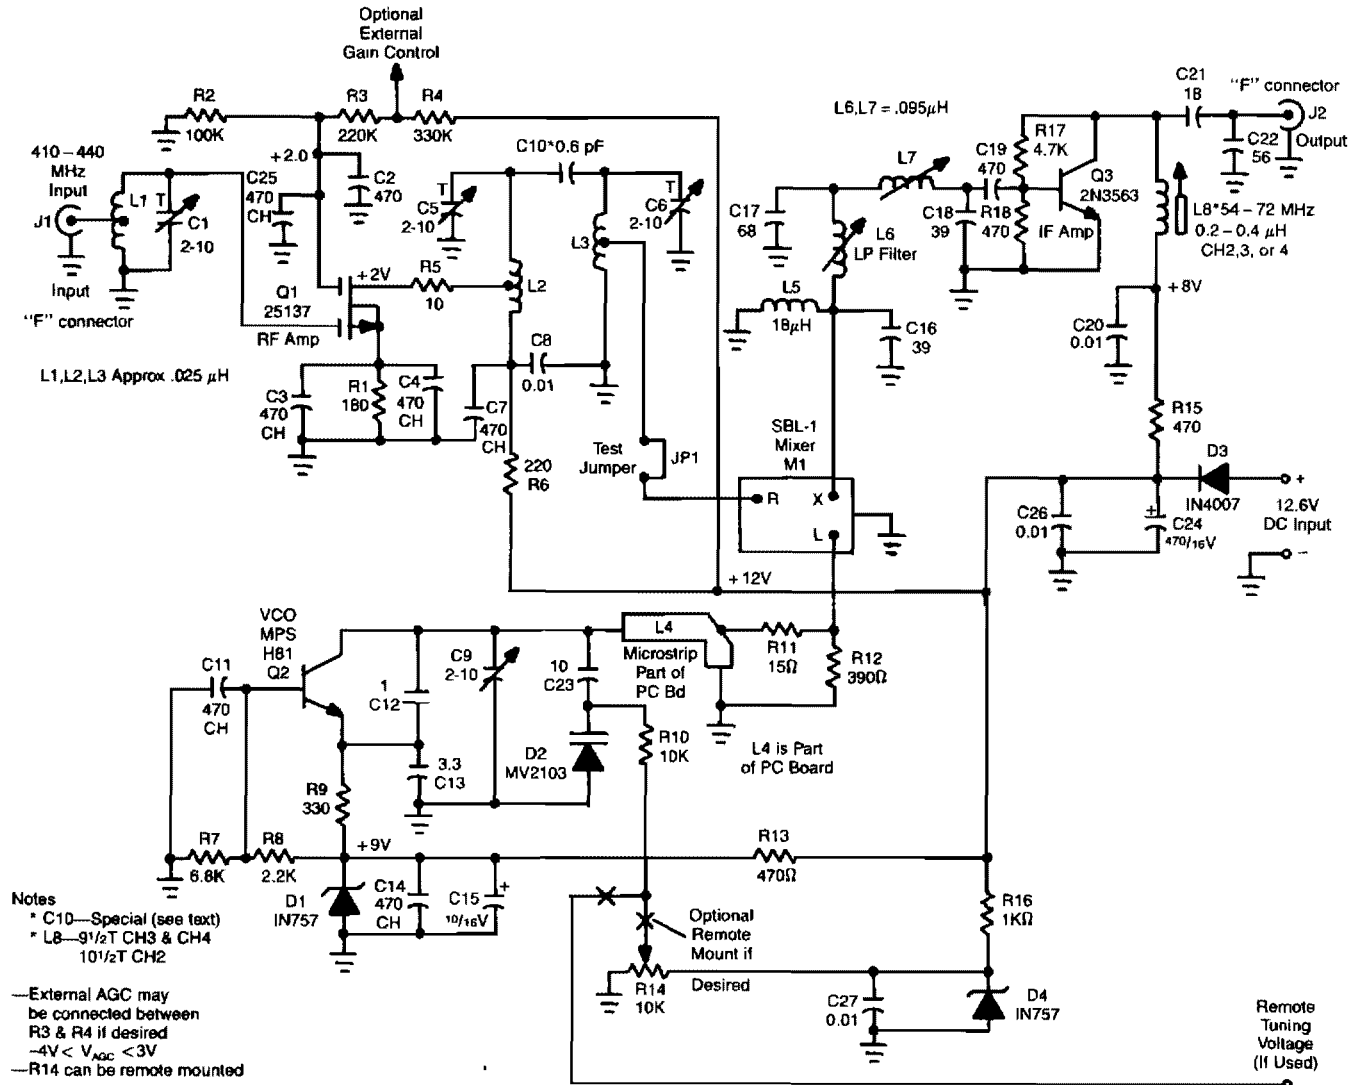 Optional
External
Gain Control
R2
100K
R3
220K
R4
330K
410–440
MHz
Input
J1
Input
"F" connector
L1
T
C1
2-10
+2.0
C25
470
CH
C2
470
C10*0.6 pF
T
C5
2-10
T
C6
2-10
L3
L2
+2V
R5
10
Q1
25137
RF Amp
L1,L2,L3 Approx .025 µH
C3
470
CH
R1
180
C4
470
CH
C7
470
CH
C8
0.01
220
R6
Test
Jumper
JP1
L6,L7 = .095µH
L7
C17
68
L6
LP Filter
L5
18µH
C16
39
C18
39
C19
470
R17
4.7K
R18
470
Q3
2N3563
IF Amp
C21
18
"F" connector
J2
Output
C22
56
L8*54–72 MHz
0.2–0.4 µH
CH2,3, or 4
+8V
C20
0.01
R15
470
D3
IN4007
+
12.6V
DC Input
–
C26
0.01
+
C24
470/16V
SBL-1
Mixer
M1
R
X
L
+12V
VCO
MPS
H81
Q2
C11
470
CH
1
C12
C9
2-10
10
C23
L4
Microstrip
Part of
PC Bd
R11
15Ω
R12
390Ω
3.3
C13
D2
MV2103
R10
10K
L4 is Part
of PC Board
R9
330
R7
6.8K
R8
2.2K
+9V
R13
470Ω
D1
IN757
C14
470
CH
C15
+
10/16V
Optional
Remote
Mount if
Desired
R14
10K
R16
1KΩ
C27
0.01
D4
IN757
Remote
Tuning
Voltage
(If Used)
Notes
* C10—Special (see text)
* L8—9 1/2T CH3 & CH4
10 1/2T CH2
—External AGC may
be connected between
R3 & R4 if desired
-4V < VAGC < 3V
—R14 can be remote mounted